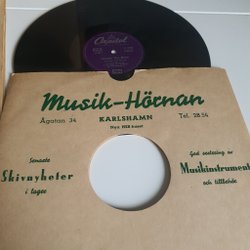 Capitol
Musik-Hörnan
Ågatan 34 KARLSHAMN Tel. 28 54
Senaste
Skivnyheter
i lager
God sortering av
Musikinstrument
och tillbehör